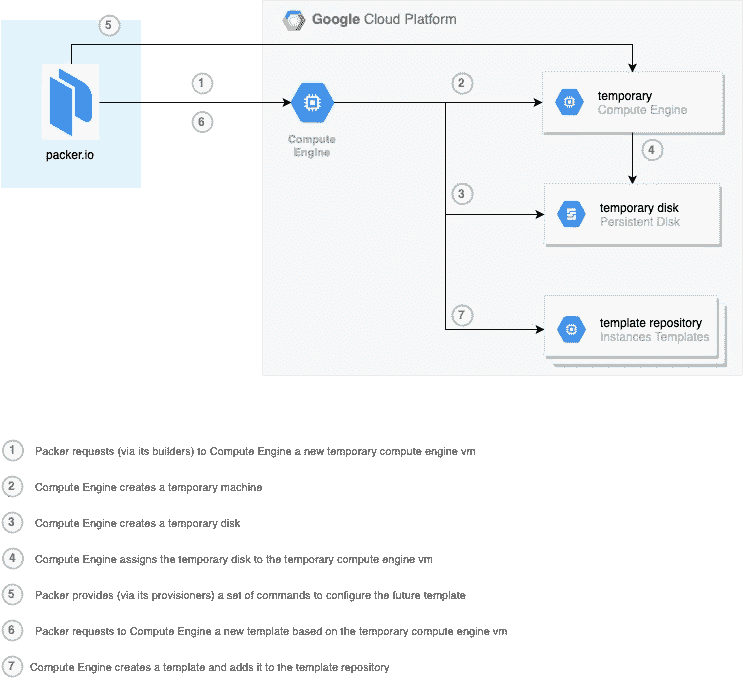 5
Google Cloud Platform
1
2
temporary
Compute Engine
packer.io
6
Compute
Engine
4
3
temporary disk
Persistent Disk
7
template repository
Instances Templates
1 Packer requests (via its builders) to Compute Engine a new temporary compute engine vm
2 Compute Engine creates a temporary machine
3 Compute Engine creates a temporary disk
4 Compute Engine assigns the temporary disk to the temporary compute engine vm
5 Packer provides (via its provisioners) a set of commands to configure the future template
6 Packer requests to Compute Engine a new template based on the temporary compute engine vm
7 Compute Engine creates a template and adds it to the template repository